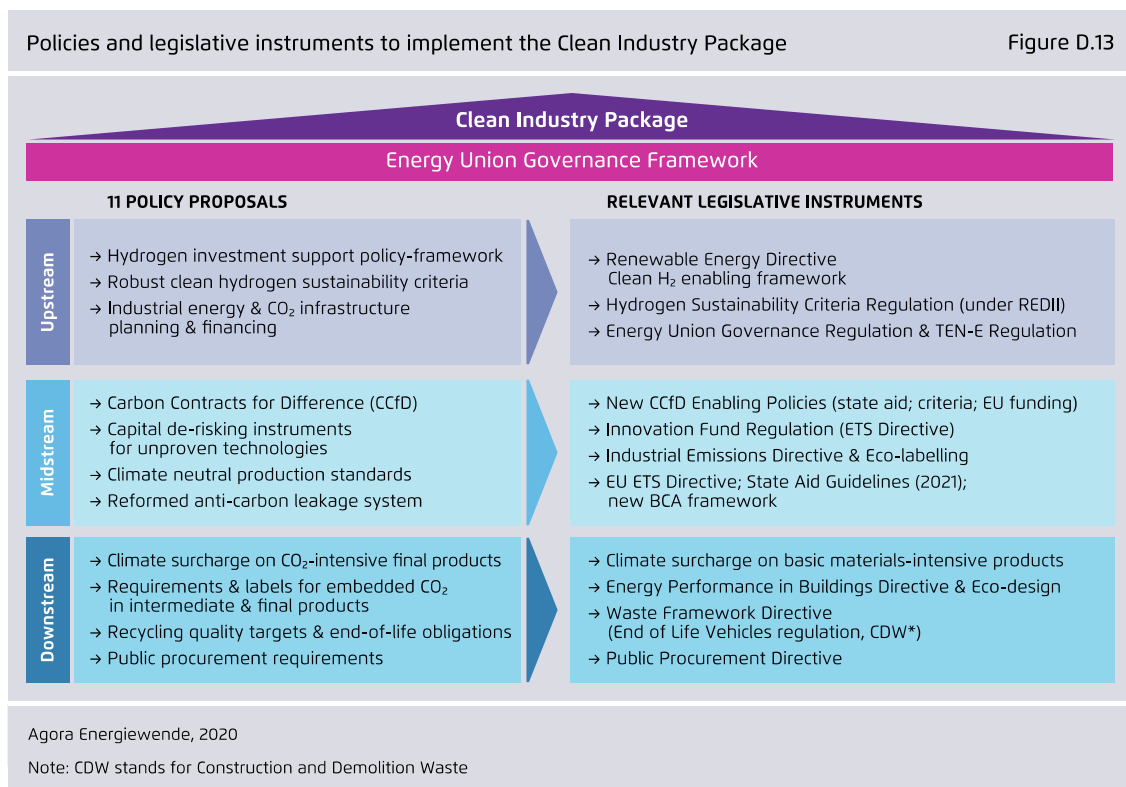 Policies and legislative instruments to implement the Clean Industry Package
Figure D.13
Clean Industry Package
Energy Union Governance Framework
11 POLICY PROPOSALS
RELEVANT LEGISLATIVE INSTRUMENTS
Upstream
→ Hydrogen investment support policy-framework
→ Robust clean hydrogen sustainability criteria
→ Industrial energy & CO₂ infrastructure
planning & financing
→ Renewable Energy Directive
Clean H₂ enabling framework
→ Hydrogen Sustainability Criteria Regulation (under REDII)
→ Energy Union Governance Regulation & TEN-E Regulation
Midstream
→ Carbon Contracts for Difference (CCfD)
→ Capital de-risking instruments
for unproven technologies
→ Climate neutral production standards
→ Reformed anti-carbon leakage system
→ New CCfD Enabling Policies (state aid; criteria; EU funding)
→ Innovation Fund Regulation (ETS Directive)
→ Industrial Emissions Directive & Eco-labelling
→ EU ETS Directive; State Aid Guidelines (2021);
new BCA framework
Downstream
→ Climate surcharge on CO₂-intensive final products
→ Requirements & labels for embedded CO₂
in intermediate & final products
→ Recycling quality targets & end-of-life obligations
→ Public procurement requirements
→ Climate surcharge on basic materials-intensive products
→ Energy Performance in Buildings Directive & Eco-design
→ Waste Framework Directive
(End of Life Vehicles regulation, CDW*)
→ Public Procurement Directive
Agora Energiewende, 2020
Note: CDW stands for Construction and Demolition Waste